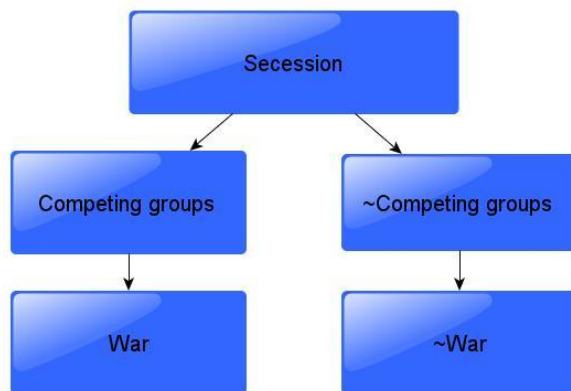 Secession
Competing groups
~Competing groups
War
~War